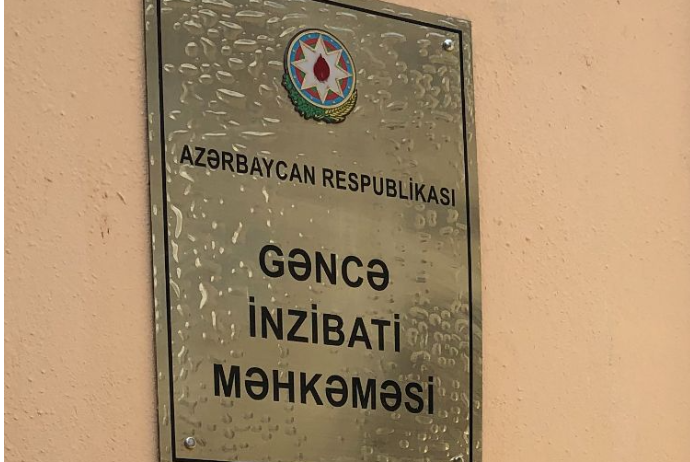 AZƏRBAYCAN RESPUBLİKASI
GƏNCƏ
İNZİBATİ
MƏHKƏMƏSİ